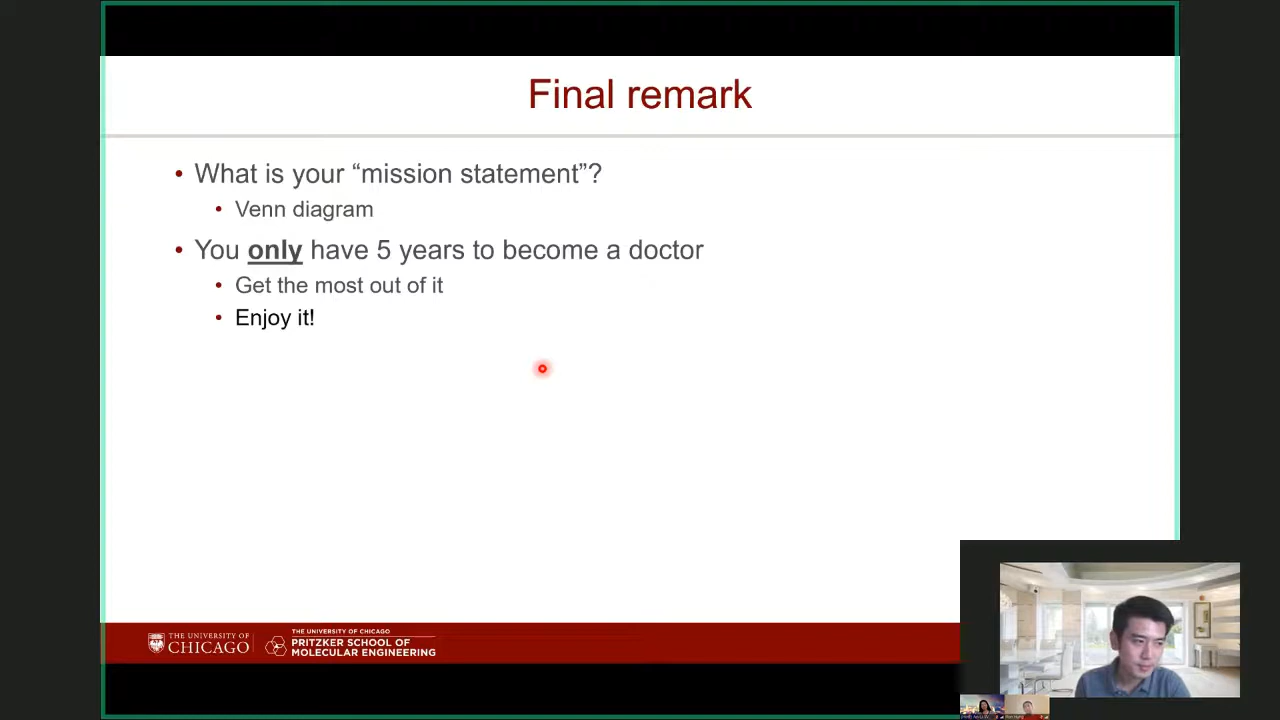 Final remark
• What is your “mission statement”?
• Venn diagram
• You only have 5 years to become a doctor
• Get the most out of it
• Enjoy it!
THE UNIVERSITY OF
CHICAGO
THE UNIVERSITY OF CHICAGO
PRITZKER SCHOOL OF
MOLECULAR ENGINEERING